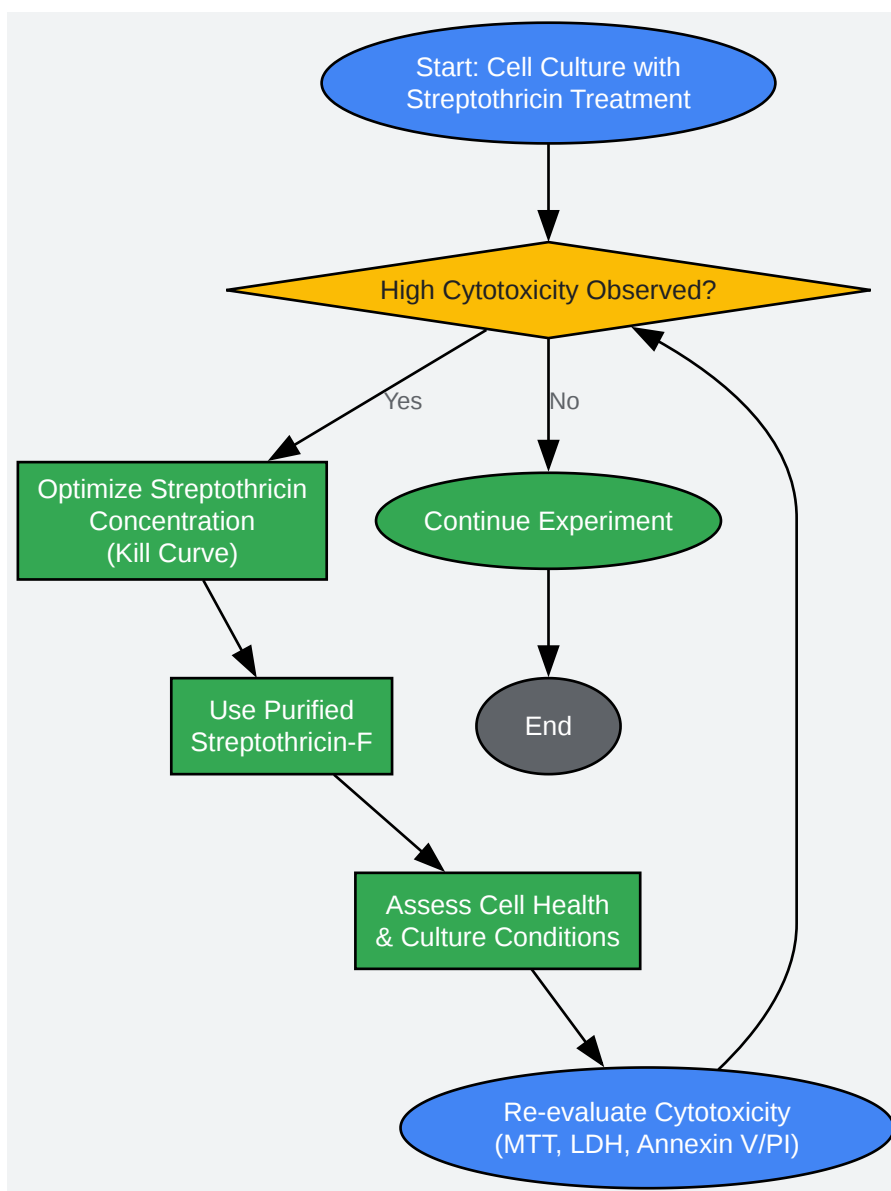 Start: Cell Culture with
Streptothricin Treatment
High Cytotoxicity Observed?
Yes
No
Optimize Streptothricin
Concentration
(Kill Curve)
Continue Experiment
Use Purified
Streptothricin-F
End
Assess Cell Health
& Culture Conditions
Re-evaluate Cytotoxicity
(MTT, LDH, Annexin V/PI)